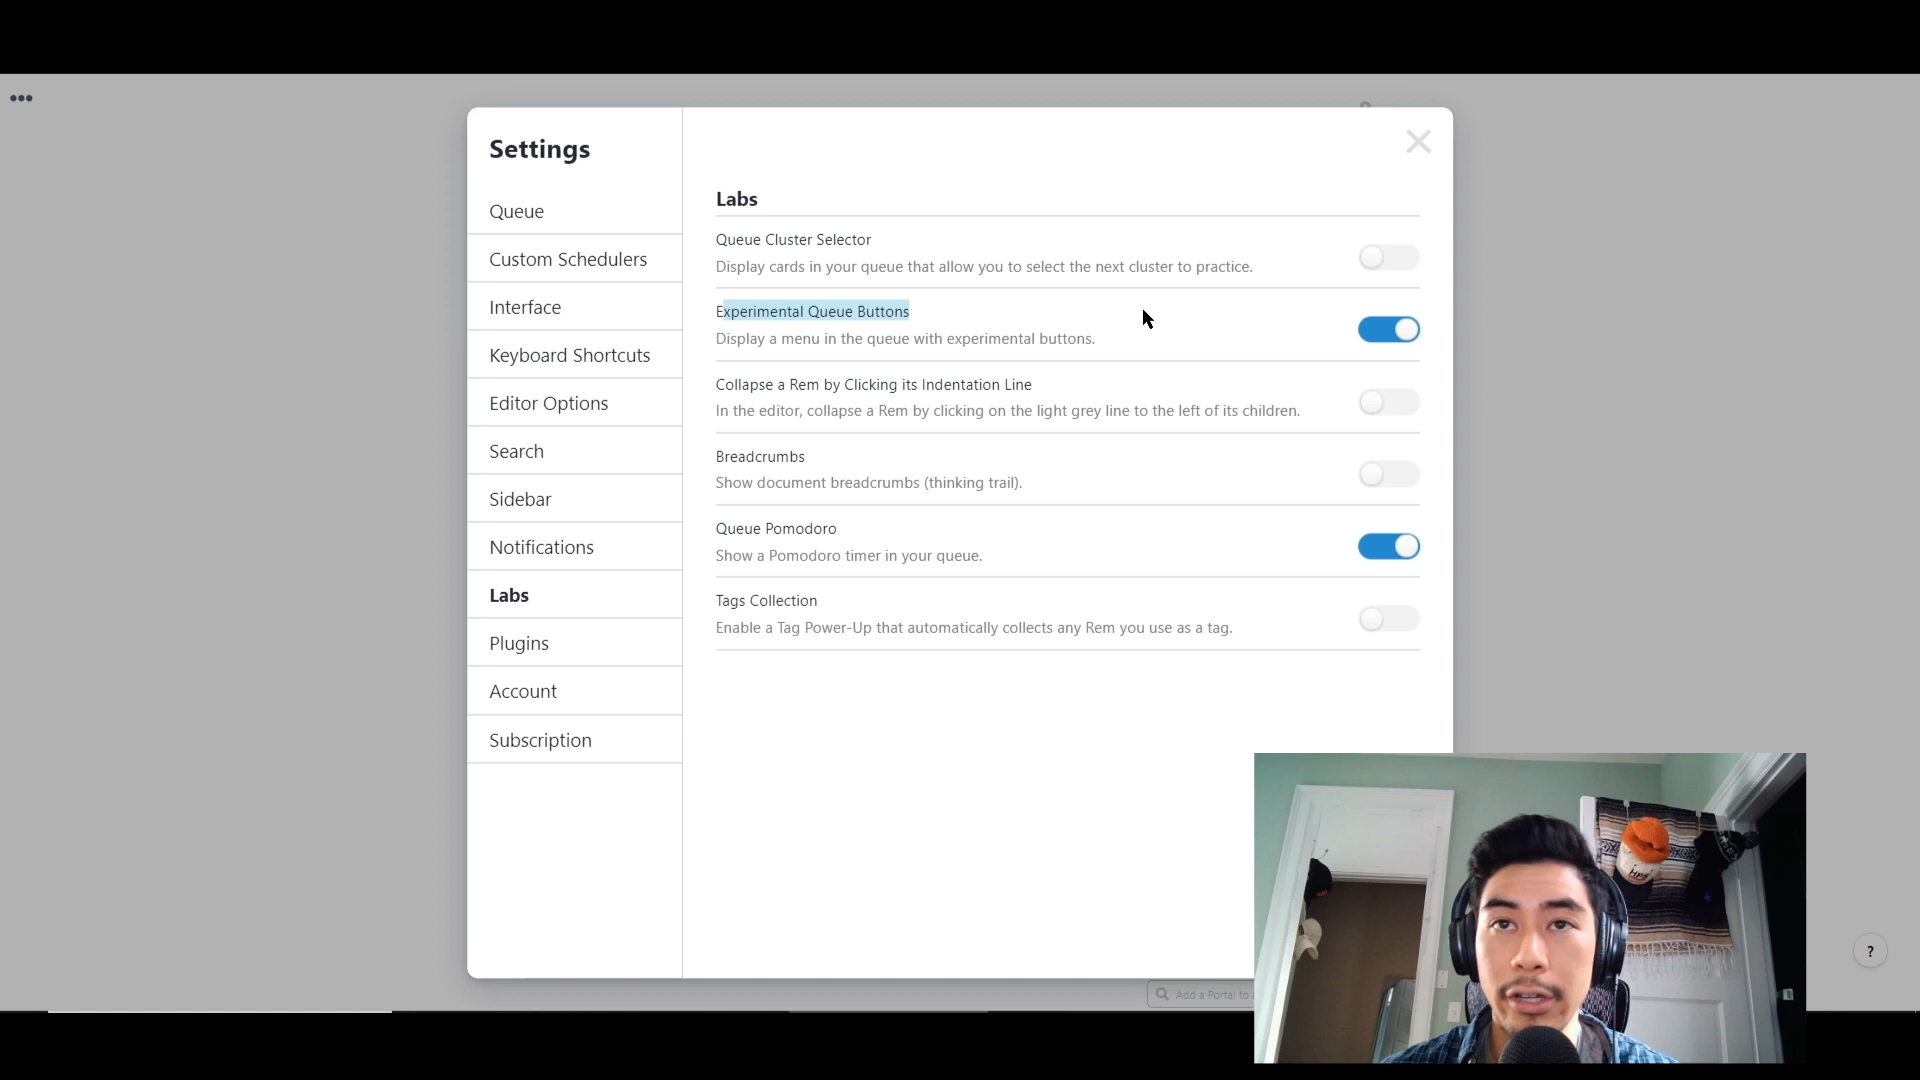 Settings
Queue
Custom Schedulers
Interface
Keyboard Shortcuts
Editor Options
Search
Sidebar
Notifications
Labs
Plugins
Account
Subscription
Labs
Queue Cluster Selector
Display cards in your queue that allow you to select the next cluster to practice.
Experimental Queue Buttons
Display a menu in the queue with experimental buttons.
Collapse a Rem by Clicking its Indentation Line
In the editor, collapse a Rem by clicking on the light grey line to the left of its children.
Breadcrumbs
Show document breadcrumbs (thinking trail).
Queue Pomodoro
Show a Pomodoro timer in your queue.
Tags Collection
Enable a Tag Power-Up that automatically collects any Rem you use as a tag.
Add a Portal to
?